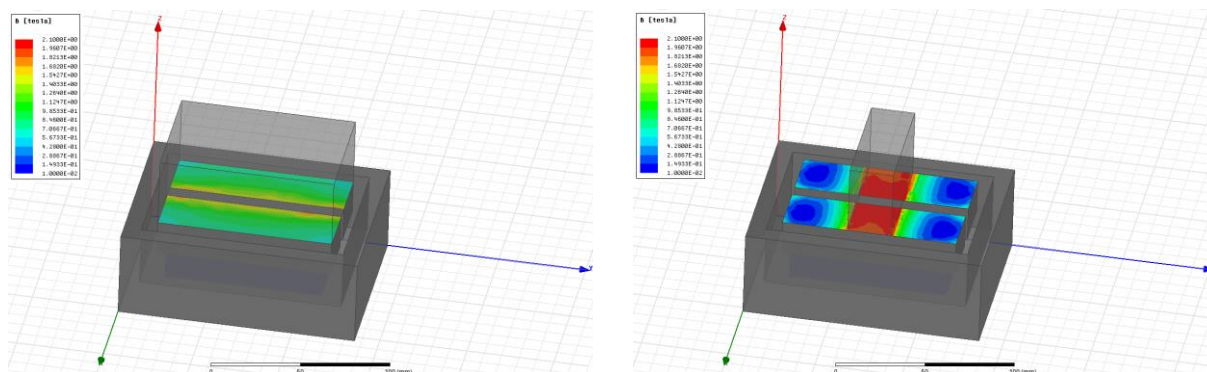 B [tesla]
2.1000E+00
1.9607E+00
1.8213E+00
1.6820E+00
1.5427E+00
1.4033E+00
1.2640E+00
1.1247E+00
9.8533E-01
8.4600E-01
7.0667E-01
5.6733E-01
4.2800E-01
2.8867E-01
1.4933E-01
1.0000E-02
Z
0
B [tesla]
2.1000E+00
1.9607E+00
1.8213E+00
1.6820E+00
1.5427E+00
1.4033E+00
1.2640E+00
1.1247E+00
9.8533E-01
8.4600E-01
7.0667E-01
5.6733E-01
4.2800E-01
2.8867E-01
1.4933E-01
1.0000E-02
Z
0